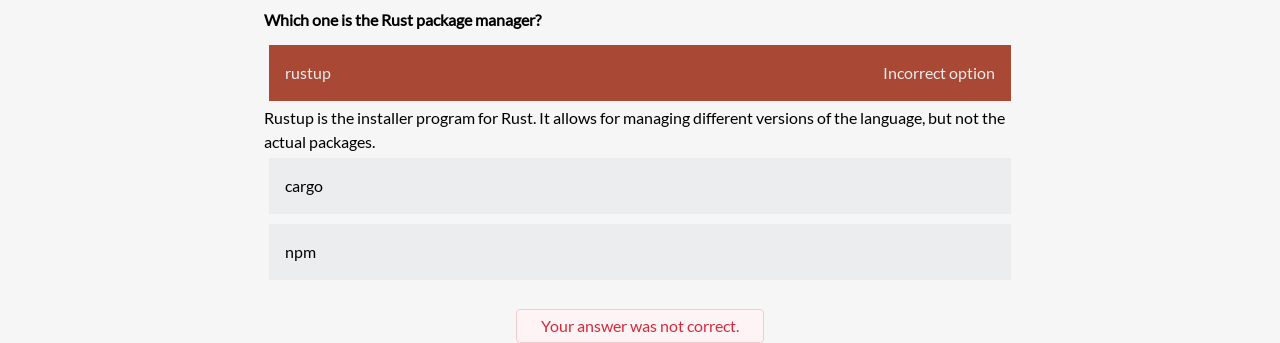 Which one is the Rust package manager?
rustup Incorrect option
Rustup is the installer program for Rust. It allows for managing different versions of the language, but not the
actual packages.
cargo
npm
Your answer was not correct.